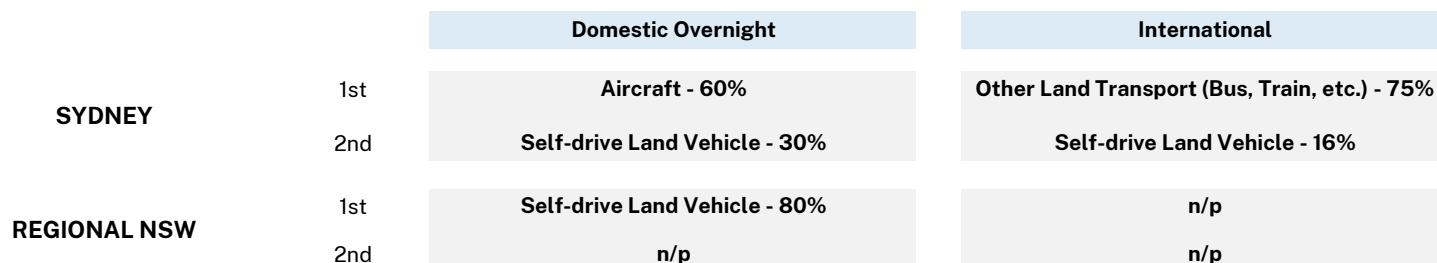 Domestic Overnight International
1st Aircraft - 60% Other Land Transport (Bus, Train, etc.) - 75%
SYDNEY
2nd Self-drive Land Vehicle - 30% Self-drive Land Vehicle - 16%
1st Self-drive Land Vehicle - 80% n/p
REGIONAL NSW
2nd n/p n/p